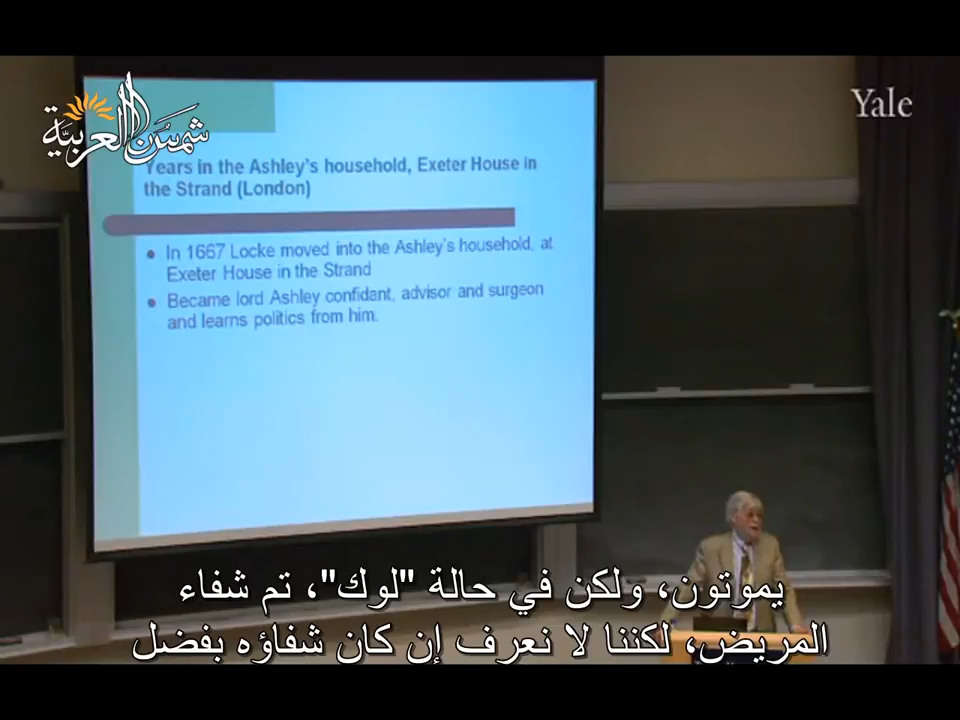 شمس العربية
Yale
Years in the Ashley's household, Exeter House in
the Strand (London)
In 1667 Locke moved into the Ashley's household, at
Exeter House in the Strand
Became lord Ashley confidant, advisor and surgeon
and learns politics from him.
يموتون، ولكن في حالة "لوك"، تم شفاء
المريض، لكننا لا نعرف إن كان شفاؤه بفضل